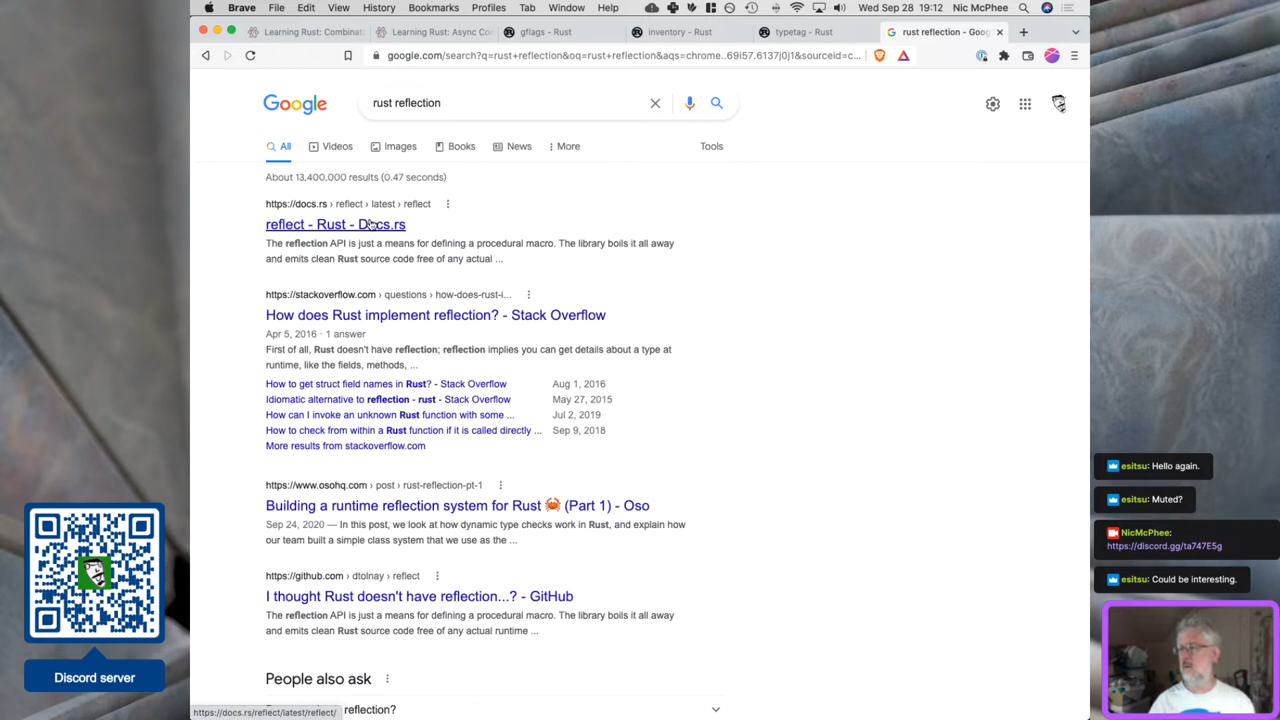 Brave File Edit View History Bookmarks Profiles Tab Window Help Wed Sep 28 19:12 Nic McPhee
Learning Rust: Combinat
Learning Rust: Async Co
gflags - Rust
inventory - Rust
typetag - Rust
rust reflection - Goog
google.com/search?q=rust+reflection&oq=rust+reflection&aqs=chrome..69i57.6137j0j1&sourceid=c...
Google
rust reflection
All Videos Images Books News More Tools
About 13,400,000 results (0.47 seconds)
https://docs.rs › reflect › latest › reflect
reflect - Rust - Docs.rs
The reflection API is just a means for defining a procedural macro. The library boils it all away
and emits clean Rust source code free of any actual ...
https://stackoverflow.com › questions › how-does-rust-i...
How does Rust implement reflection? - Stack Overflow
Apr 5, 2016 · 1 answer
First of all, Rust doesn't have reflection; reflection implies you can get details about a type at
runtime, like the fields, methods, ...
How to get struct field names in Rust? - Stack Overflow Aug 1, 2016
Idiomatic alternative to reflection - rust - Stack Overflow May 27, 2015
How can I invoke an unknown Rust function with some ... Jul 2, 2019
How to check from within a Rust function if it is called directly ... Sep 9, 2018
More results from stackoverflow.com
https://www.osohq.com › post › rust-reflection-pt-1
Building a runtime reflection system for Rust 🦀 (Part 1) - Oso
Sep 24, 2020 — In this post, we look at how dynamic type checks work in Rust, and explain how
our team built a simple class system that we use as the ...
https://github.com › dtolnay › reflect
I thought Rust doesn't have reflection...? - GitHub
The reflection API is just a means for defining a procedural macro. The library boils it all away
and emits clean Rust source code free of any actual runtime ...
People also ask
reflection?
https://docs.rs/reflect/latest/reflect/
Discord server
esitsu: Hello again.
esitsu: Muted?
NicMcPhee:
https://discord.gg/ta747E5g
esitsu: Could be interesting.